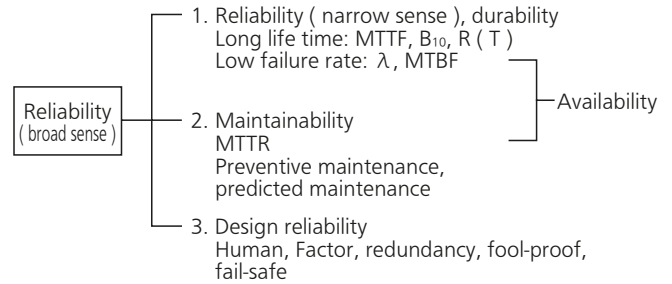 1. Reliability ( narrow sense ), durability
Long life time: MTTF, B₁₀, R ( T )
Low failure rate: λ, MTBF
Availability
Reliability
( broad sense )
2. Maintainability
MTTR
Preventive maintenance,
predicted maintenance
3. Design reliability
Human, Factor, redundancy, fool-proof,
fail-safe